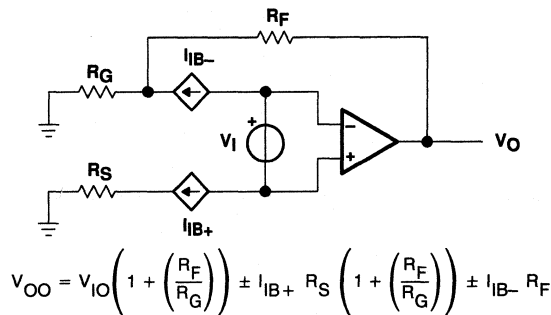 RF
IIB−
RG
+
VI
−
+
VO
RS
IIB+
VOO = VIO(1 + (RF/RG)) ± IIB+ RS (1 + (RF/RG)) ± IIB− RF